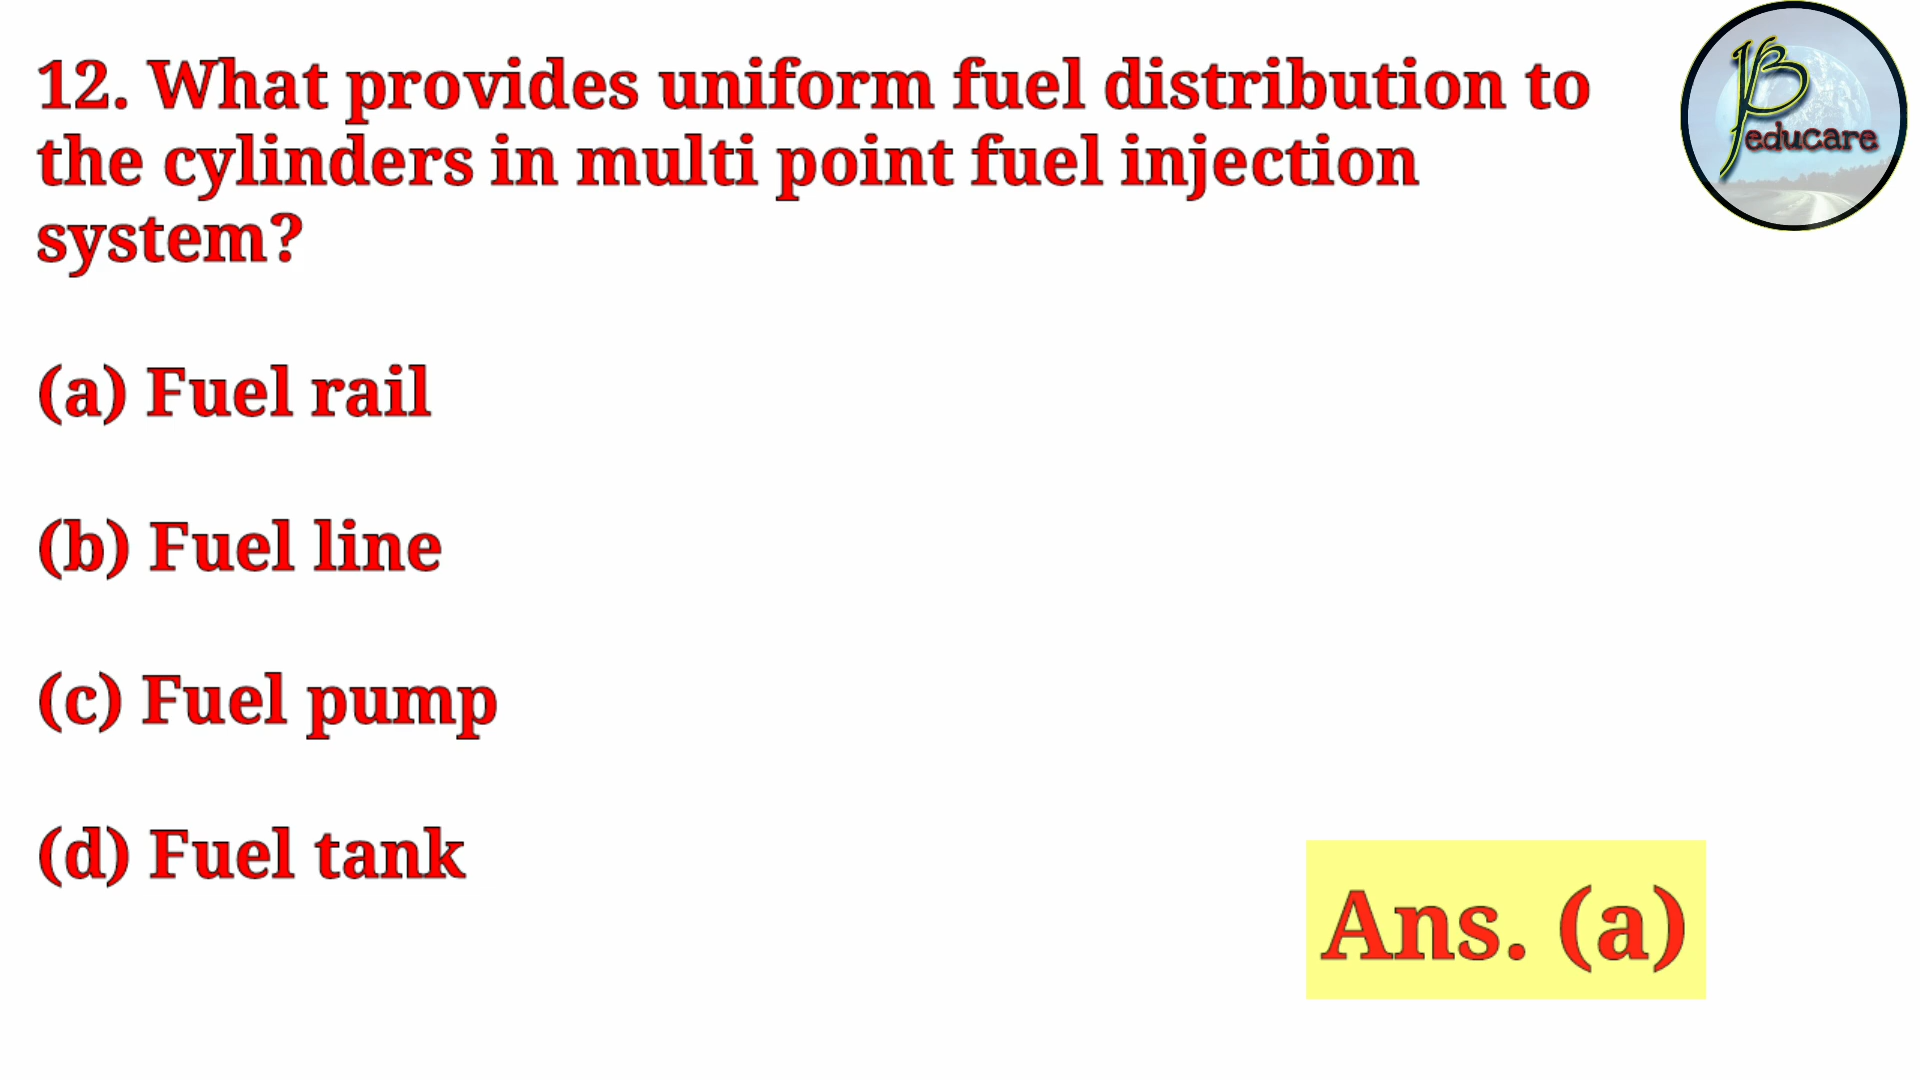 12. What provides uniform fuel distribution to
the cylinders in multi point fuel injection
system?
(a) Fuel rail
(b) Fuel line
(c) Fuel pump
(d) Fuel tank
Ans. (a)
educare